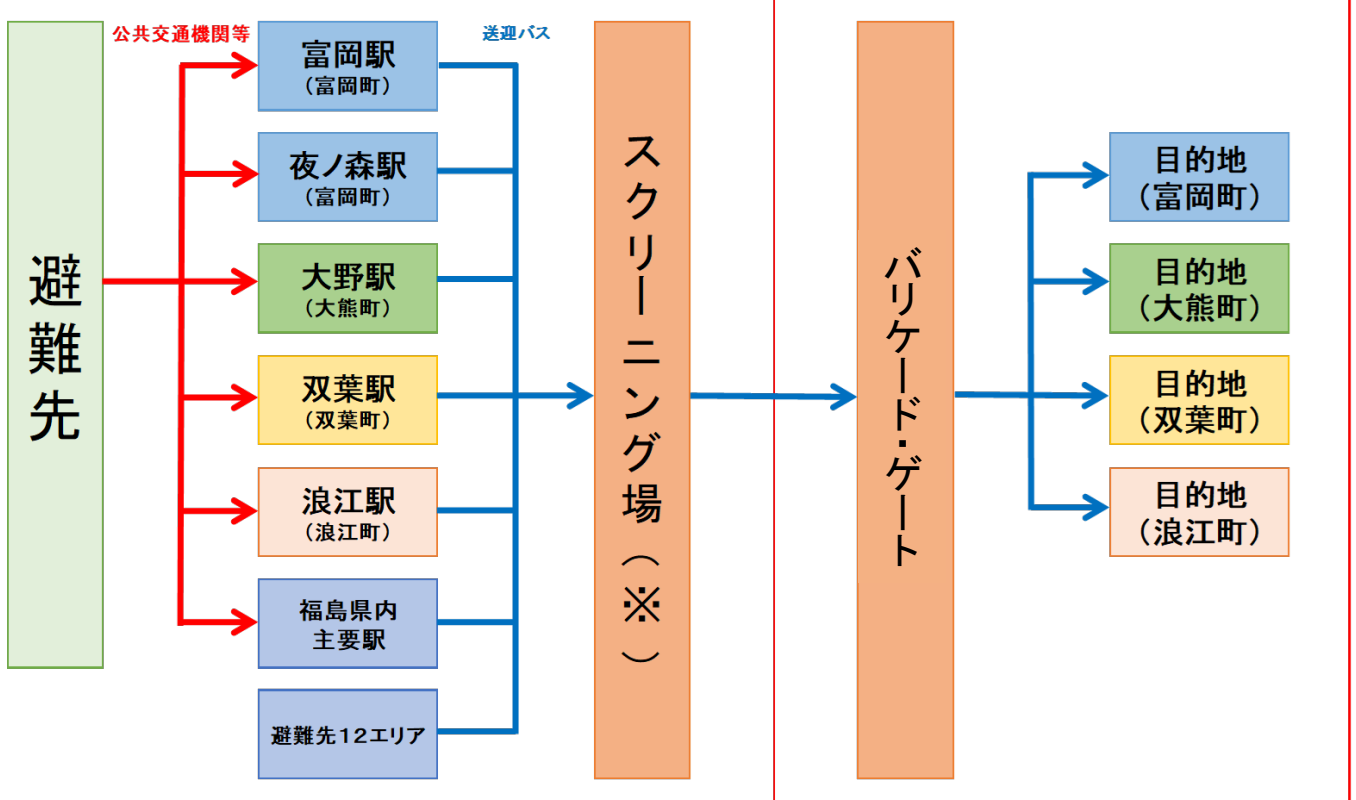 公共交通機関等
送迎バス
避難先
富岡駅
(富岡町)
夜ノ森駅
(富岡町)
大野駅
(大熊町)
双葉駅
(双葉町)
浪江駅
(浪江町)
福島県内
主要駅
避難先12エリア
スクリーニング場(※)
バリケード・ゲート
目的地
(富岡町)
目的地
(大熊町)
目的地
(双葉町)
目的地
(浪江町)